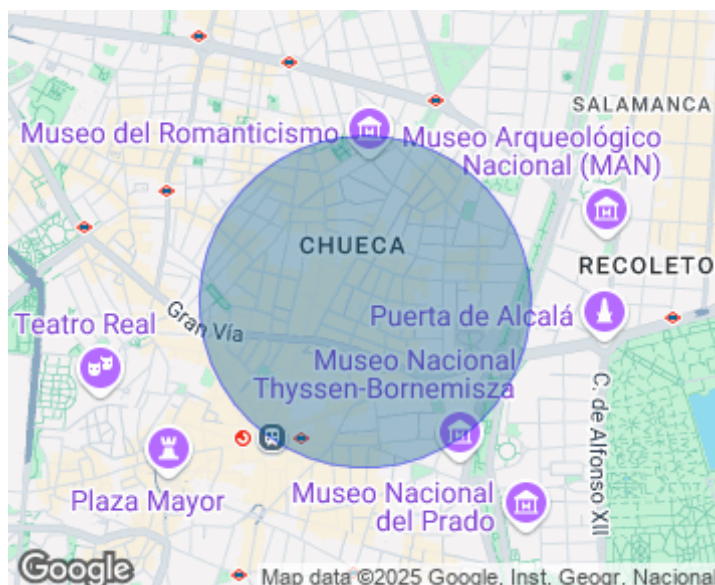 SALAMANCA
Museo del Romanticismo
Museo Arqueológico
Nacional (MAN)
CHUECA
RECOLETO
Gran Vía
Teatro Real
Puerta de Alcalá
Museo Nacional
Thyssen-Bornemisza
C. de Alfonso XII
Plaza Mayor
Museo Nacional
del Prado
Google
Map data ©2025 Google, Inst. Geogr. Nacional